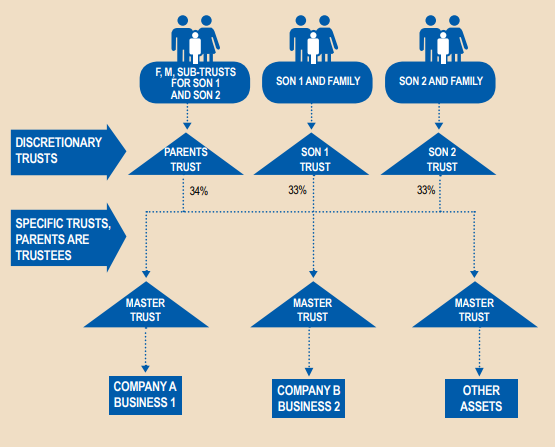 F, M, SUB-TRUSTS
FOR SON 1
AND SON 2
SON 1 AND FAMILY
SON 2 AND FAMILY
DISCRETIONARY
TRUSTS
PARENTS
TRUST
SON 1
TRUST
SON 2
TRUST
34%
33%
33%
SPECIFIC TRUSTS,
PARENTS ARE
TRUSTEES
MASTER
TRUST
MASTER
TRUST
MASTER
TRUST
COMPANY A
BUSINESS 1
COMPANY B
BUSINESS 2
OTHER
ASSETS